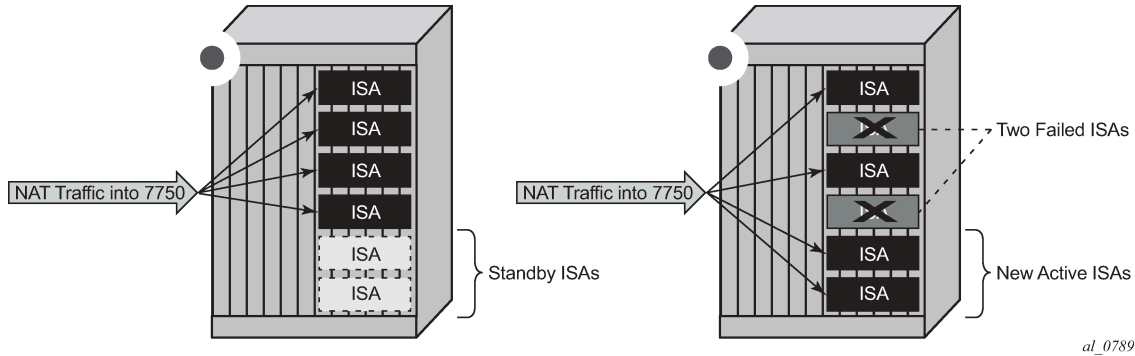 ISA
ISA
ISA
ISA
ISA
ISA
NAT Traffic into 7750
Standby ISAs
ISA
ISA
ISA
ISA
NAT Traffic into 7750
Two Failed ISAs
New Active ISAs
al_0789